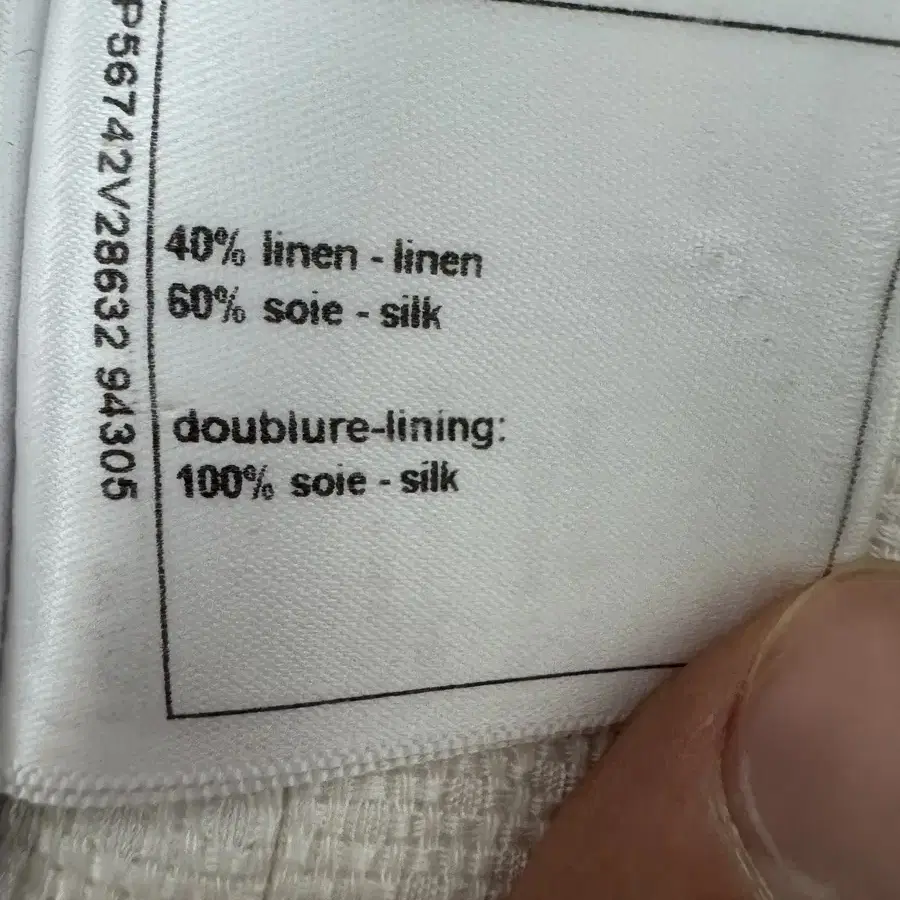 P56742V28632 94305
40% linen - linen
60% soie - silk
doublure-lining:
100% soie - silk